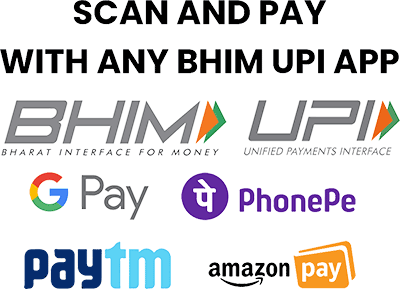 SCAN AND PAY
WITH ANY BHIM UPI APP
BHIM UPI
BHARAT INTERFACE FOR MONEY UNIFIED PAYMENTS INTERFACE
G Pay पे PhonePe
paytm amazon pay